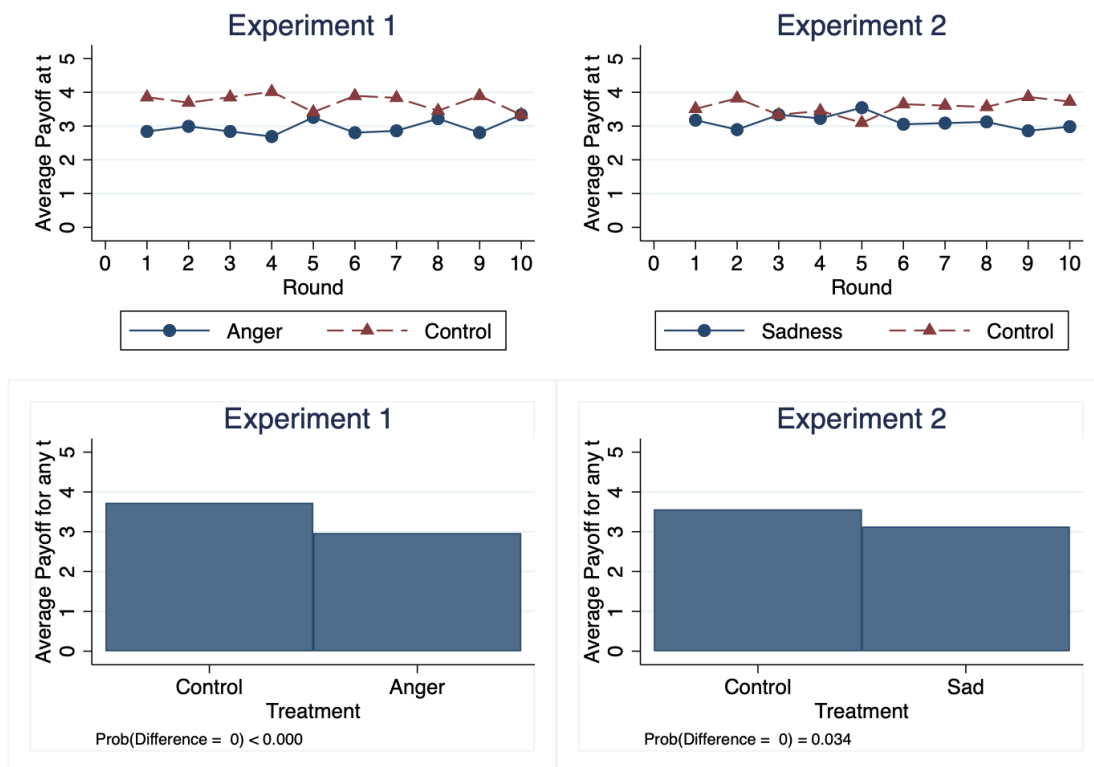 Experiment 1
Average Payoff at t
5
4
3
2
1
0
0 1 2 3 4 5 6 7 8 9 10
Round
Anger Control
Experiment 2
Average Payoff at t
5
4
3
2
1
0
0 1 2 3 4 5 6 7 8 9 10
Round
Sadness Control
Experiment 1
Average Payoff for any t
5
4
3
2
1
0
Control Anger
Treatment
Prob(Difference = 0) < 0.000
Experiment 2
Average Payoff for any t
5
4
3
2
1
0
Control Sad
Treatment
Prob(Difference = 0) = 0.034